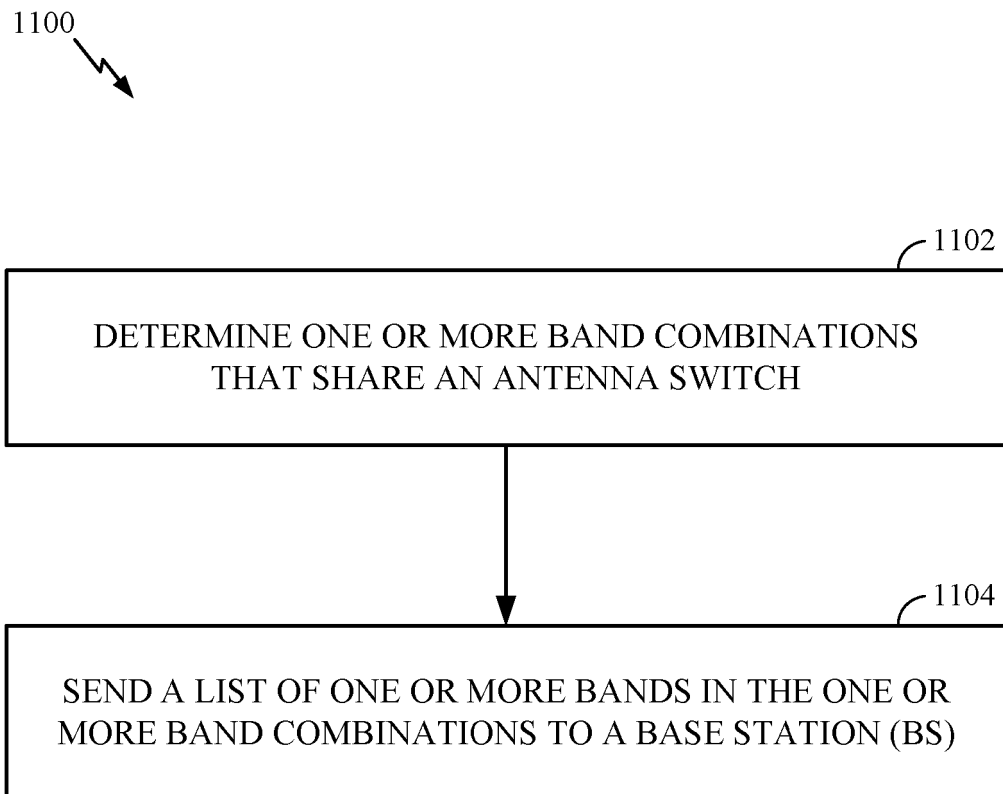 1100
1102
DETERMINE ONE OR MORE BAND COMBINATIONS
THAT SHARE AN ANTENNA SWITCH
1104
SEND A LIST OF ONE OR MORE BANDS IN THE ONE OR
MORE BAND COMBINATIONS TO A BASE STATION (BS)